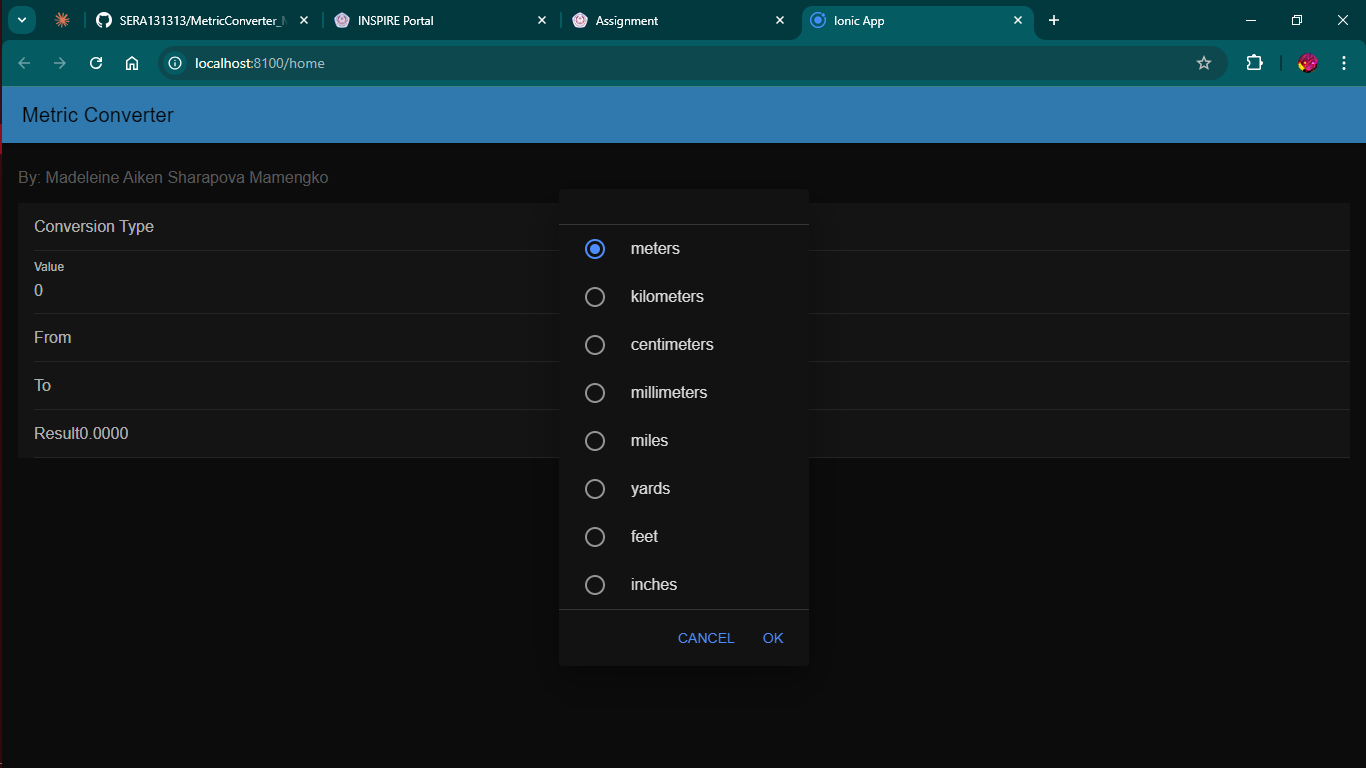 SERA131313/MetricConverter_M
INSPIRE Portal
Assignment
Ionic App
localhost:8100/home
Metric Converter
By: Madeleine Aiken Sharapova Mamengko
Conversion Type
Value
0
From
To
Result0.0000
meters
kilometers
centimeters
millimeters
miles
yards
feet
inches
CANCEL OK